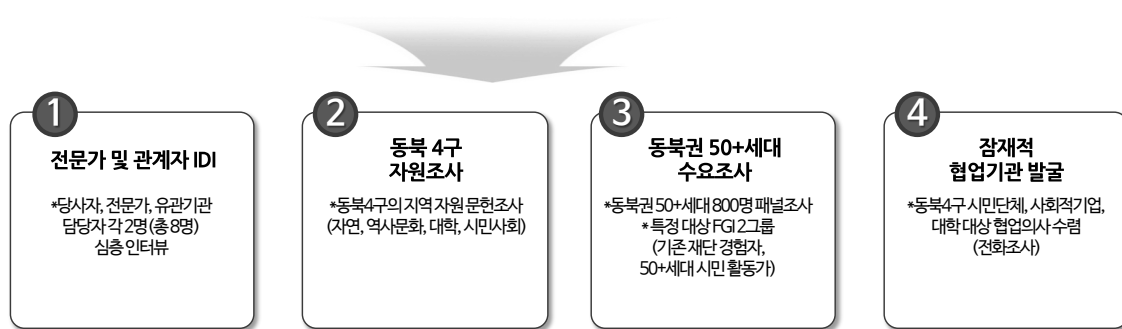 1
전문가 및 관계자 IDI
*당사자, 전문가, 유관기관
담당자 각 2명(총 8명)
심층 인터뷰
2
동북 4구
자원조사
*동북4구의 지역 자원 문헌조사
(자연, 역사문화, 대학, 시민사회)
3
동북권 50+세대
수요조사
*동북권 50+세대 800명 패널조사
* 특정 대상 FGI 2그룹
(기존 재단 경험자,
50+세대 시민 활동가)
4
잠재적
협업기관 발굴
*동북4구 시민단체, 사회적기업,
대학 대상 협업의사 수렴
(전화조사)